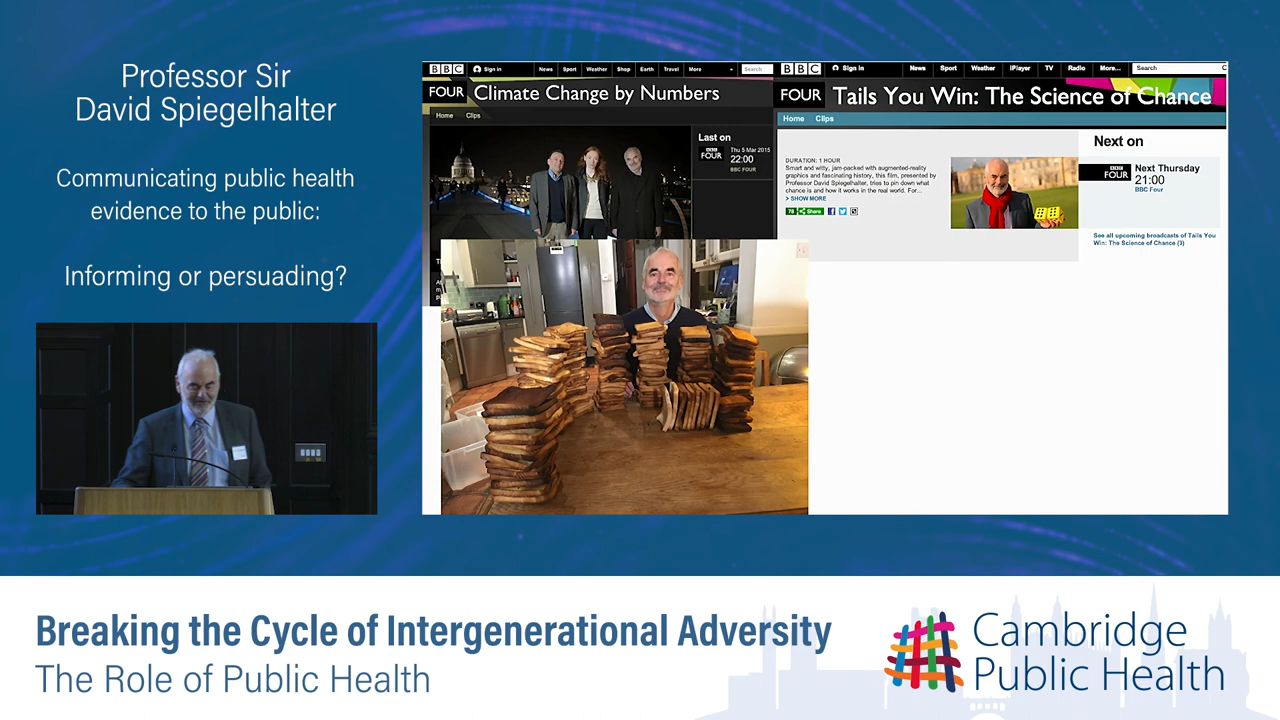 Professor Sir
David Spiegelhalter
Communicating public health
evidence to the public:
Informing or persuading?
BBC Sign in News Sport Weather Shop Earth Travel More Search
FOUR Climate Change by Numbers
Home Clips
Last on
BBC FOUR
Thu 5 Mar 2015
22:00
BBC FOUR
BBC Sign in News Sport Weather iPlayer TV Radio More... Search
FOUR Tails You Win: The Science of Chance
Home Clips
DURATION: 1 HOUR
Smart and witty, jam-packed with augmented-reality
graphics and fascinating history, this film, presented by
Professor David Spiegelhalter, tries to pin down what
chance is and how it works in the real world. For...
> SHOW MORE
78 Share
Next on
BBC FOUR
Next Thursday
21:00
BBC Four
See all upcoming broadcasts of Tails You
Win: The Science of Chance (3)
Breaking the Cycle of Intergenerational Adversity
The Role of Public Health
Cambridge
Public Health